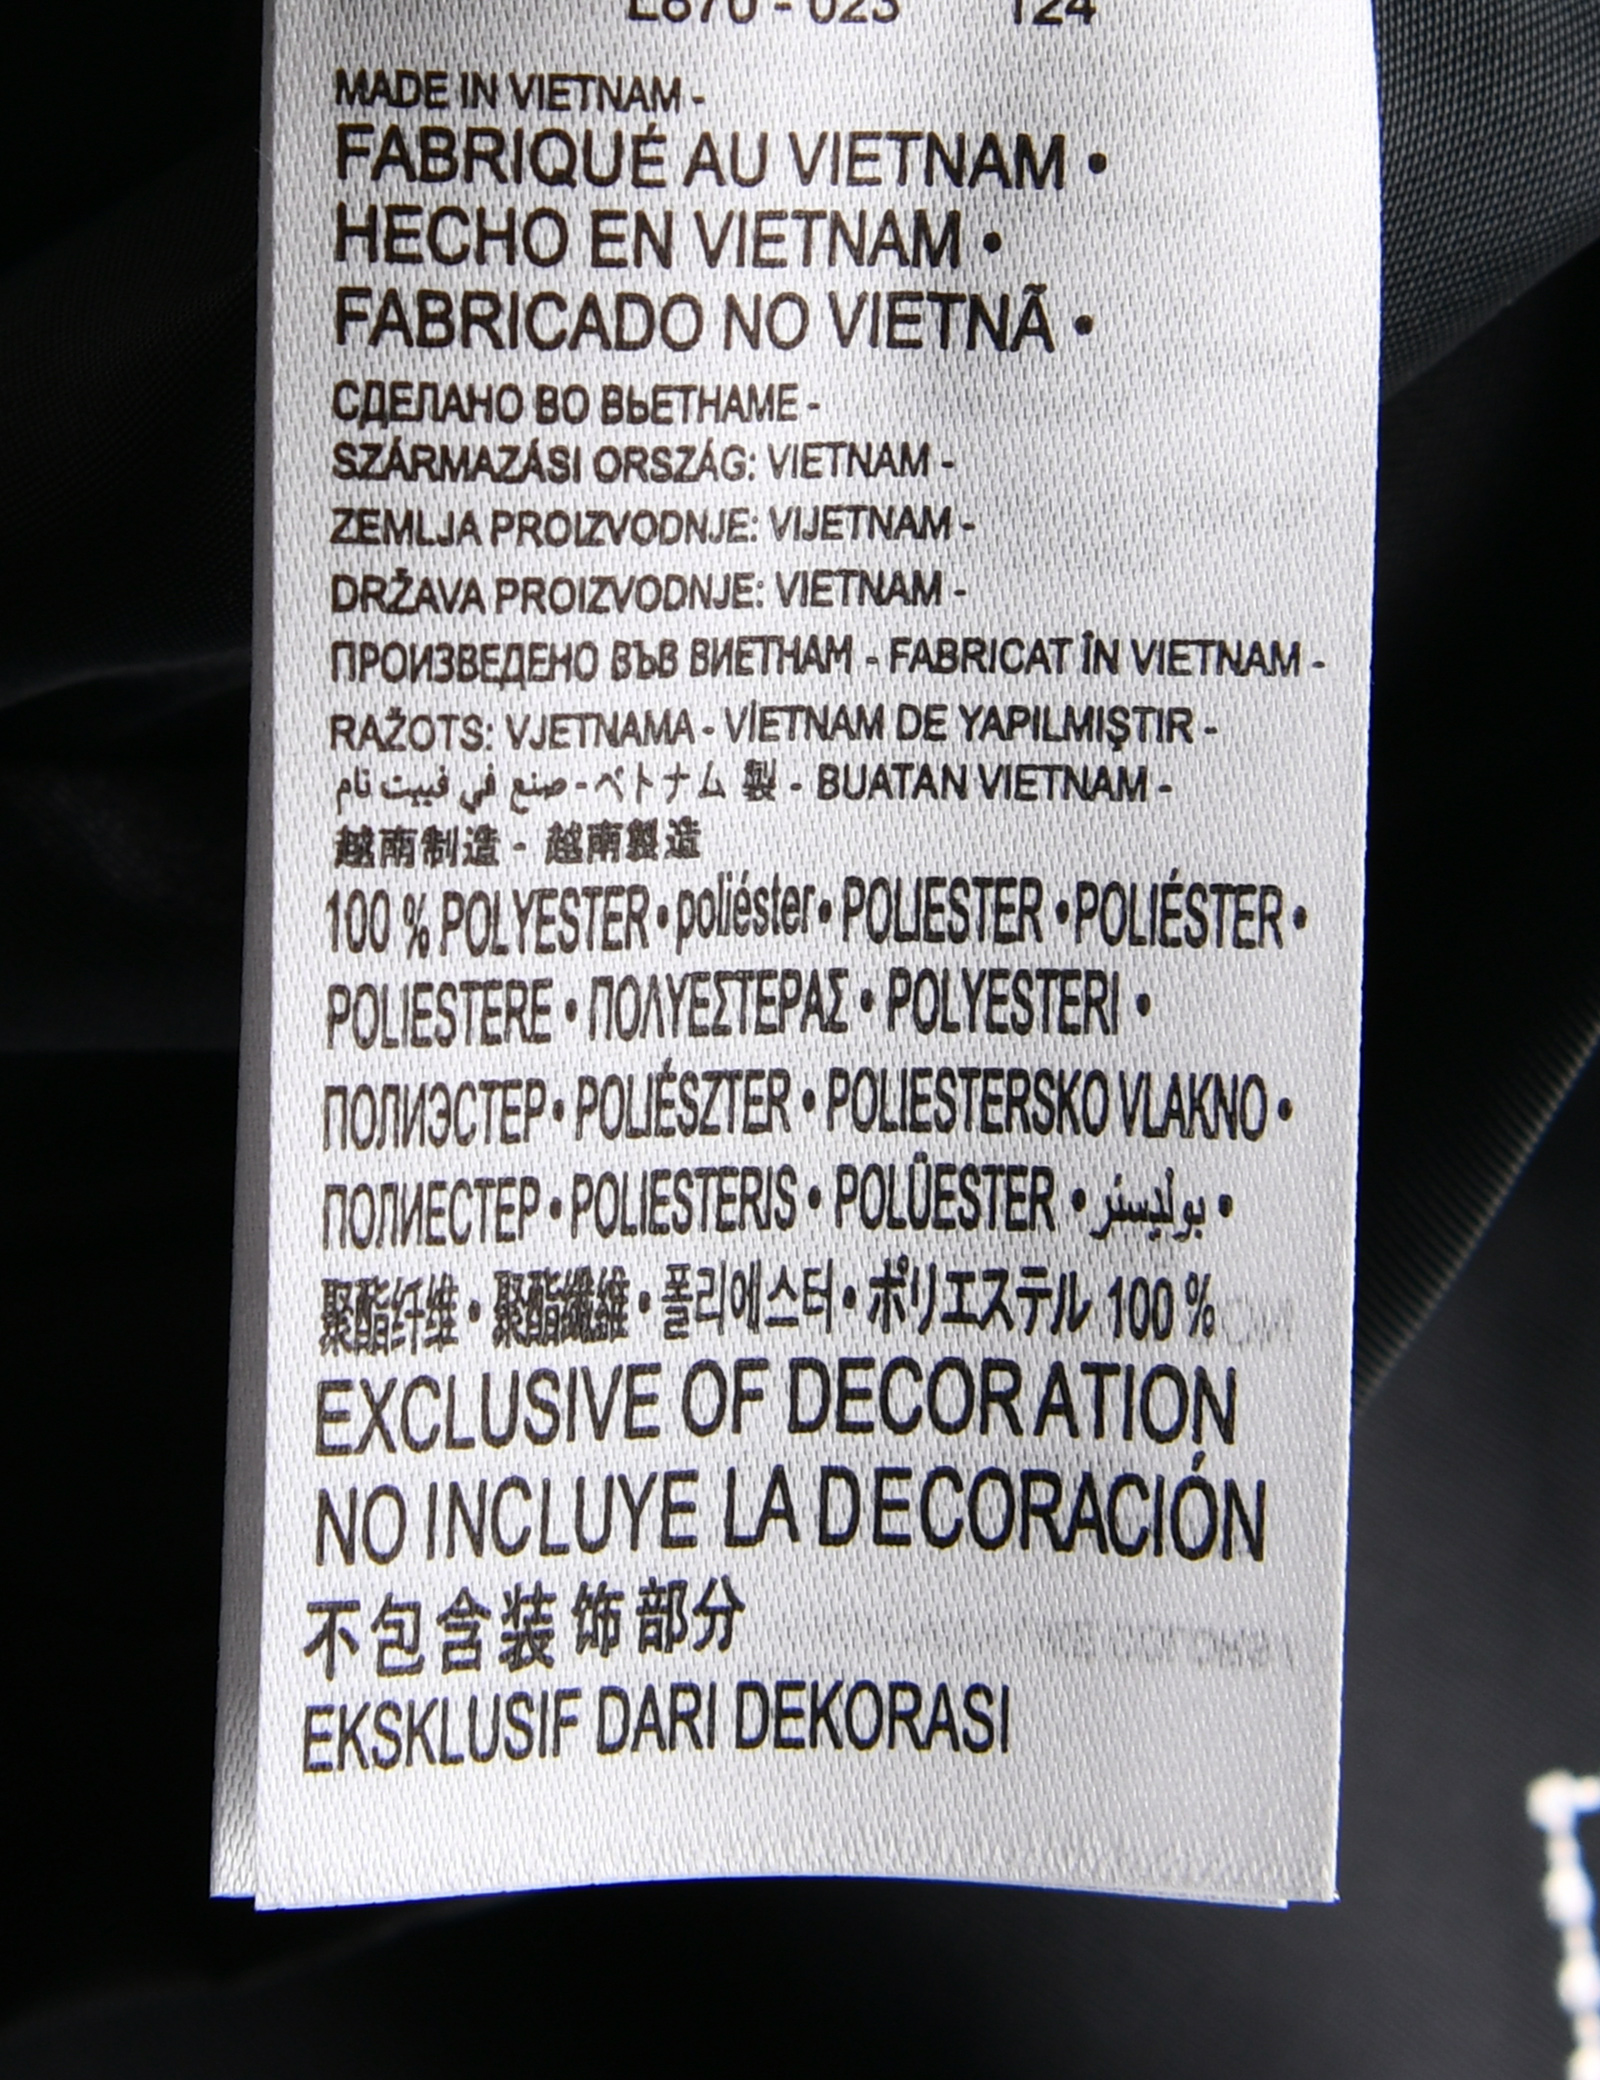 MADE IN VIETNAM -
FABRIQUÉ AU VIETNAM •
HECHO EN VIETNAM •
FABRICADO NO VIETNÃ •
СДЕЛАНО ВО ВЬЕТНАМЕ -
SZÁRMAZÁSI ORSZÁG: VIETNAM -
ZEMLJA PROIZVODNJE: VIJETNAM -
DRŽAVA PROIZVODNJE: VIETNAM -
ПРОИЗВЕДЕНО ВЪВ ВИЕТНАМ - FABRICAT ÎN VIETNAM -
RAŽOTS: VJETNAMA - VİETNAM DE YAPILMIŞTIR -
صنع في فييت نام - ベトナム 製 - BUATAN VIETNAM -
越南制造 - 越南製造
100 % POLYESTER • poliéster • POLIESTER • POLIÉSTER •
POLIESTERE • ΠΟΛΥΕΣΤΕΡΑΣ • POLYESTERI •
ПОЛИЭСТЕР • POLIÉSZTER • POLIESTERSKO VLAKNO •
ПОЛИЕСТЕР • POLIESTERIS • POLÜESTER • بوليستر •
聚酯纤维 • 聚酯纖維 • 폴리에스터 • ポリエステル 100 %
EXCLUSIVE OF DECORATION
NO INCLUYE LA DECORACIÓN
不包含装饰部分
EKSKLUSIF DARI DEKORASI